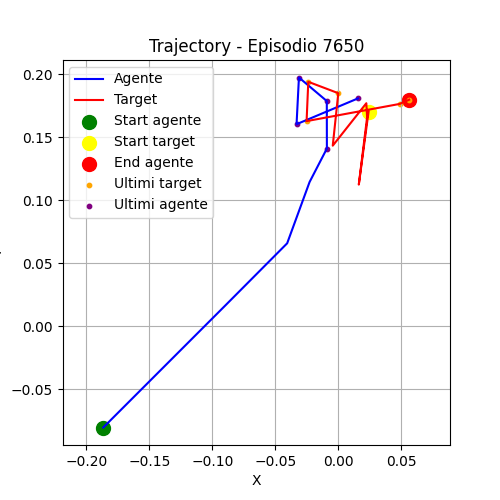 Trajectory - Episodio 7650
Agente
Target
Start agente
Start target
End agente
Ultimi target
Ultimi agente
0.20
0.15
0.10
0.05
0.00
−0.05
−0.20
−0.15
−0.10
−0.05
0.00
0.05
X